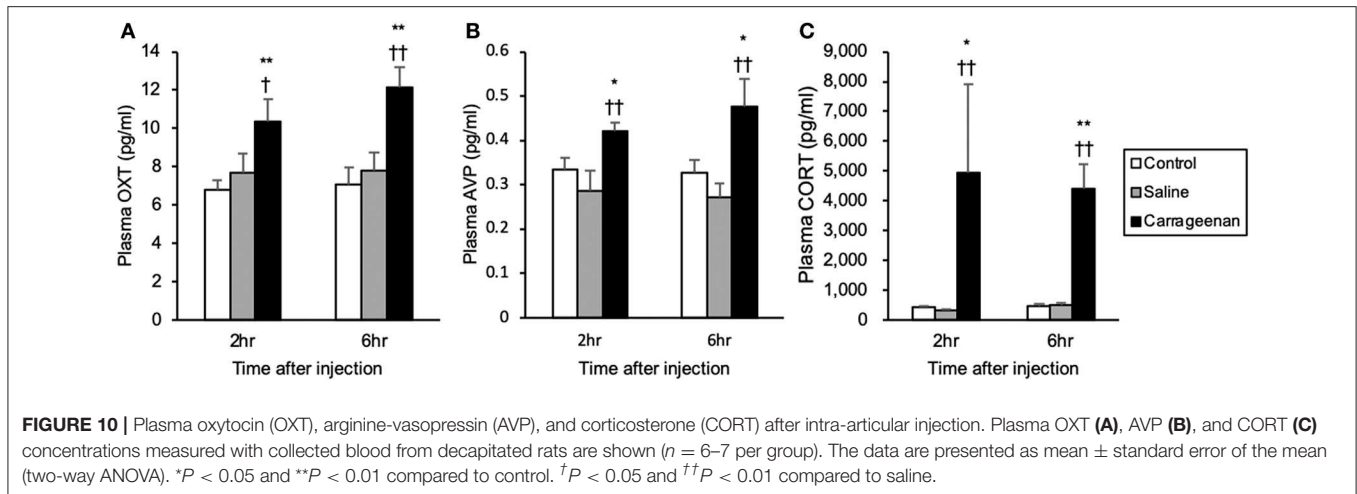 A
14
12
10
8
6
4
2
0
Plasma OXT (pg/ml)
**
†
**
††
2hr 6hr
Time after injection
B
0.6
0.5
0.4
0.3
0.2
0.1
0
Plasma AVP (pg/ml)
*
††
*
††
2hr 6hr
Time after injection
C
9,000
8,000
7,000
6,000
5,000
4,000
3,000
2,000
1,000
0
Plasma CORT (pg/ml)
*
††
**
††
2hr 6hr
Time after injection
Control
Saline
Carrageenan
FIGURE 10 | Plasma oxytocin (OXT), arginine-vasopressin (AVP), and corticosterone (CORT) after intra-articular injection. Plasma OXT (A), AVP (B), and CORT (C)
concentrations measured with collected blood from decapitated rats are shown (n = 6–7 per group). The data are presented as mean ± standard error of the mean
(two-way ANOVA). *P < 0.05 and **P < 0.01 compared to control. †P < 0.05 and ††P < 0.01 compared to saline.